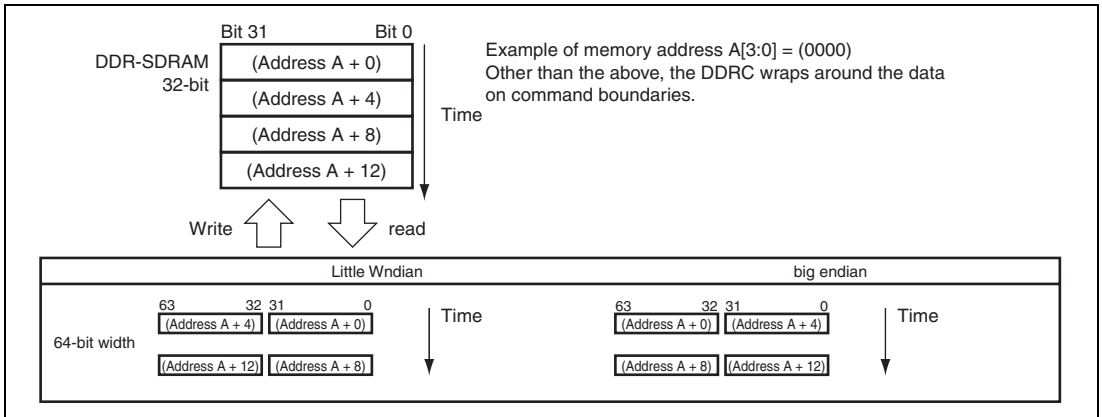 Bit 31 Bit 0
DDR-SDRAM
32-bit
(Address A + 0)
(Address A + 4)
(Address A + 8)
(Address A + 12)
Time
Example of memory address A[3:0] = (0000)
Other than the above, the DDRC wraps around the data
on command boundaries.
Write read
Little Wndian big endian
64-bit width
63 32 31 0
(Address A + 4) (Address A + 0)
(Address A + 12) (Address A + 8)
Time
63 32 31 0
(Address A + 0) (Address A + 4)
(Address A + 8) (Address A + 12)
Time